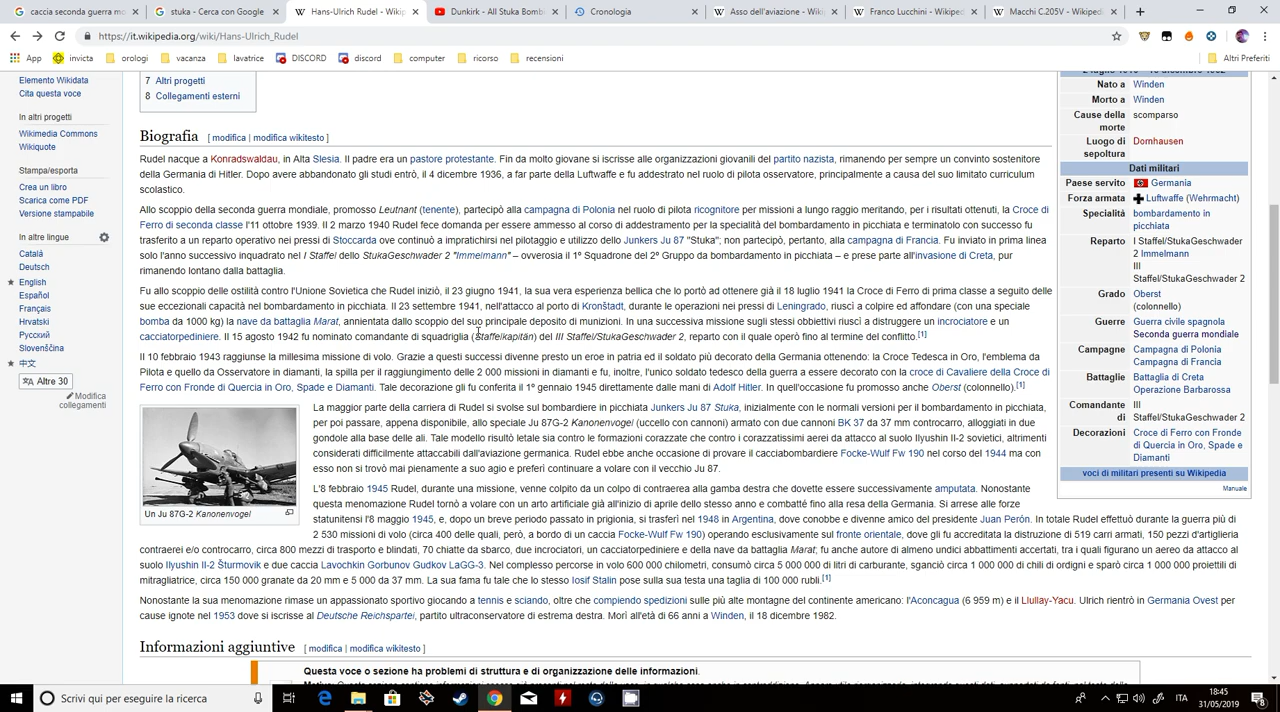 caccia seconda guerra mo
stuka - Cerca con Google
Hans-Ulrich Rudel - Wikip
Dunkirk - All Stuka Bomb
Cronologia
Asso dell'aviazione - Wikip
Franco Lucchini - Wikiped
Macchi C.205V - Wikiped
https://it.wikipedia.org/wiki/Hans-Ulrich_Rudel
App
invicta
orologi
vacanza
lavatrice
DISCORD
discord
computer
ricorso
recensioni
Altri Preferiti
Elemento Wikidata
Cita questa voce
In altri progetti
Wikimedia Commons
Wikiquote
Stampa/esporta
Crea un libro
Scarica come PDF
Versione stampabile
In altre lingue
Català
Deutsch
English
Español
Français
Hrvatski
Русский
Slovenščina
中文
Altre 30
Modifica
collegamenti
7 Altri progetti
8 Collegamenti esterni
Biografia [ modifica | modifica wikitesto ]
Rudel nacque a Konradswaldau, in Alta Slesia. Il padre era un pastore protestante. Fin da molto giovane si iscrisse alle organizzazioni giovanili del partito nazista, rimanendo per sempre un convinto sostenitore
della Germania di Hitler. Dopo avere abbandonato gli studi entrò, il 4 dicembre 1936, a far parte della Luftwaffe e fu addestrato nel ruolo di pilota osservatore, principalmente a causa del suo limitato curriculum
scolastico.
Allo scoppio della seconda guerra mondiale, promosso Leutnant (tenente), partecipò alla campagna di Polonia nel ruolo di pilota ricognitore per missioni a lungo raggio meritando, per i risultati ottenuti, la Croce di
Ferro di seconda classe l'11 ottobre 1939. Il 2 marzo 1940 Rudel fece domanda per essere ammesso al corso di addestramento per la specialità del bombardamento in picchiata e terminatolo con successo fu
trasferito a un reparto operativo nei pressi di Stoccarda ove continuò a impratichirsi nel pilotaggio e utilizzo dello Junkers Ju 87 "Stuka"; non partecipò, pertanto, alla campagna di Francia. Fu inviato in prima linea
solo l'anno successivo inquadrato nel I Staffel dello StukaGeschwader 2 "Immelmann" – ovverosia il 1º Squadrone del 2º Gruppo da bombardamento in picchiata – e prese parte all'invasione di Creta, pur
rimanendo lontano dalla battaglia.
Fu allo scoppio delle ostilità contro l'Unione Sovietica che Rudel iniziò, il 23 giugno 1941, la sua vera esperienza bellica che lo portò ad ottenere già il 18 luglio 1941 la Croce di Ferro di prima classe a seguito delle
sue eccezionali capacità nel bombardamento in picchiata. Il 23 settembre 1941, nell'attacco al porto di Kronštadt, durante le operazioni nei pressi di Leningrado, riuscì a colpire ed affondare (con una speciale
bomba da 1000 kg) la nave da battaglia Marat, annientata dallo scoppio del suo principale deposito di munizioni. In una successiva missione sugli stessi obbiettivi riuscì a distruggere un incrociatore e un
cacciatorpediniere. Il 15 agosto 1942 fu nominato comandante di squadriglia (Staffel/kapitän) del III Staffel/StukaGeschwader 2, reparto con il quale operò fino al termine del conflitto.[1]
Il 10 febbraio 1943 raggiunse la millesima missione di volo. Grazie a questi successi divenne presto un eroe in patria ed il soldato più decorato della Germania ottenendo: la Croce Tedesca in Oro, l'emblema da
Pilota e quello da Osservatore in diamanti, la spilla per il raggiungimento delle 2 000 missioni in diamanti e fu, inoltre, l'unico soldato tedesco della guerra a essere decorato con la croce di Cavaliere della Croce di
Ferro con Fronde di Quercia in Oro, Spade e Diamanti. Tale decorazione gli fu conferita il 1º gennaio 1945 direttamente dalle mani di Adolf Hitler. In quell'occasione fu promosso anche Oberst (colonnello).[1]
La maggior parte della carriera di Rudel si svolse sul bombardiere in picchiata Junkers Ju 87 Stuka, inizialmente con le normali versioni per il bombardamento in picchiata,
per poi passare, appena disponibile, allo speciale Ju 87G-2 Kanonenvogel (uccello con cannoni) armato con due cannoni BK 37 da 37 mm controcarro, alloggiati in due
gondole alla base delle ali. Tale modello risultò letale sia contro le formazioni corazzate che contro i corazzatissimi aerei da attacco al suolo Ilyushin Il-2 sovietici, altrimenti
considerati difficilmente attaccabili dall'aviazione germanica. Rudel ebbe anche occasione di pilotare il cacciabombardiere Focke-Wulf Fw 190 nel corso del 1944 ma con
esso non si trovò mai pienamente a suo agio e preferì continuare a volare con il vecchio Ju 87.
Un Ju 87G-2 Kanonenvogel
L'8 febbraio 1945 Rudel, durante una missione, venne colpito da un colpo di contraerea alla gamba destra che dovette essere successivamente amputata. Nonostante
questa menomazione Rudel tornò a volare con un arto artificiale già all'inizio di aprile dello stesso anno e combatté fino alla resa della Germania. Si arrese alle forze
statunitensi l'8 maggio 1945, e, dopo un breve periodo passato in prigionia, si trasferì nel 1948 in Argentina, dove conobbe e divenne amico del presidente Juan Perón. In totale Rudel effettuò durante la guerra più di
2 530 missioni di volo (circa 400 delle quali, però, a bordo di un caccia Focke-Wulf Fw 190) operando esclusivamente sul fronte orientale, dove gli fu accreditata la distruzione di 519 carri armati, 150 pezzi d'artiglieria
contraerei e/o controcarro, circa 800 mezzi di trasporto e blindati, 70 chiatte da sbarco, due incrociatori, un cacciatorpediniere e della nave da battaglia Marat; fu anche autore di almeno undici abbattimenti accertati, tra i quali figurano un aereo da attacco al
suolo Ilyushin Il-2 Šturmovik e due caccia Lavochkin Gorbunov Gudkov LaGG-3. Nel complesso percorse in volo 600 000 chilometri, consumò circa 5 000 000 di litri di carburante, sganciò circa 1 000 000 di chili di ordigni e sparò circa 1 000 000 proiettili di
mitragliatrice, circa 150 000 granate da 20 mm e 5 000 da 37 mm. La sua fama fu tale che lo stesso Iosif Stalin pose sulla sua testa una taglia di 100 000 rubli.[1]
Nonostante la sua menomazione rimase un appassionato sportivo giocando a tennis e sciando, oltre che compiendo spedizioni sulle più alte montagne del continente americano: l'Aconcagua (6 959 m) e il Llullay-Yacu. Ulrich rientrò in Germania Ovest per
cause ignote nel 1953 dove si iscrisse al Deutsche Reichspartei, partito ultraconservatore di estrema destra. Morì all'età di 66 anni a Winden, il 18 dicembre 1982.
Informazioni aggiuntive [ modifica | modifica wikitesto ]
Questa voce o sezione ha problemi di struttura e di organizzazione delle informazioni.
Nato a Winden
Morto a Winden
Cause della morte scomparso
Luogo di sepoltura Dornhausen
Dati militari
Paese servito Germania
Forza armata Luftwaffe (Wehrmacht)
Specialità bombardamento in
picchiata
Reparto I Staffel/StukaGeschwader
2 Immelmann
III
Staffel/StukaGeschwader 2
Grado Oberst
(colonnello)
Guerre Guerra civile spagnola
Seconda guerra mondiale
Campagne Campagna di Polonia
Campagna di Francia
Battaglie Battaglia di Creta
Operazione Barbarossa
Comandante di III
Staffel/StukaGeschwader 2
Decorazioni Croce di Ferro con Fronde
di Quercia in Oro, Spade e
Diamanti
voci di militari presenti su Wikipedia
Manuale
Scrivi qui per eseguire la ricerca
ITA
18:45
31/05/2019
8